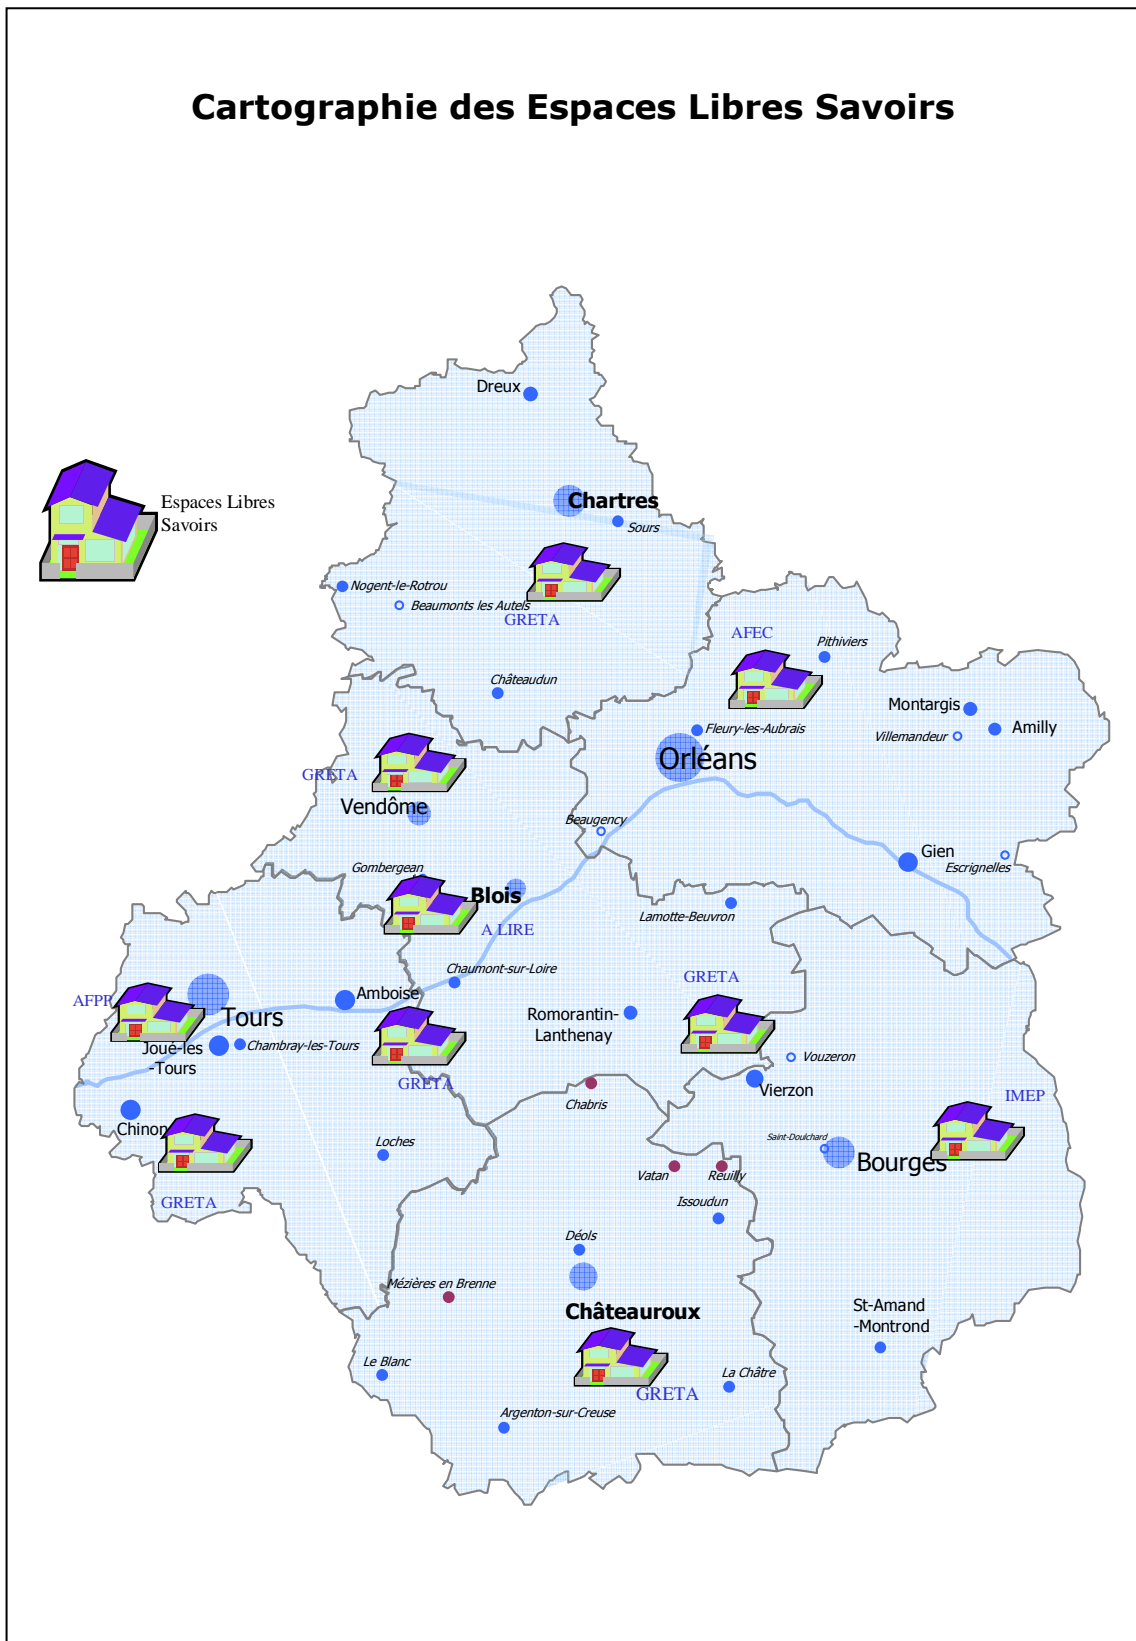 Cartographie des Espaces Libres Savoirs
Dreux
Espaces Libres
Savoirs
Chartres
Sours
Nogent-le-Rotrou
Beaumonts les Autels
GRETA
AFEC
Pithiviers
Châteaudun
Montargis
Amilly
Villemandeur
Fleury-les-Aubrais
Orléans
GRETA
Vendôme
Beaugency
Gien
Escrignelles
Gombergean
Blois
A LIRE
Lamotte-Beuvron
Chaumont-sur-Loire
GRETA
AFPP
Amboise
Tours
Romorantin-
Lanthenay
Joué-les
-Tours
Chambray-les-Tours
Vouzeron
GRETA
Vierzon
Chabris
IMEP
Chinon
Saint-Doulchard
Bourges
Loches
Vatan
Reuilly
GRETA
Issoudun
Déols
Mézières en Brenne
Châteauroux
St-Amand
-Montrond
Le Blanc
La Châtre
GRETA
Argenton-sur-Creuse